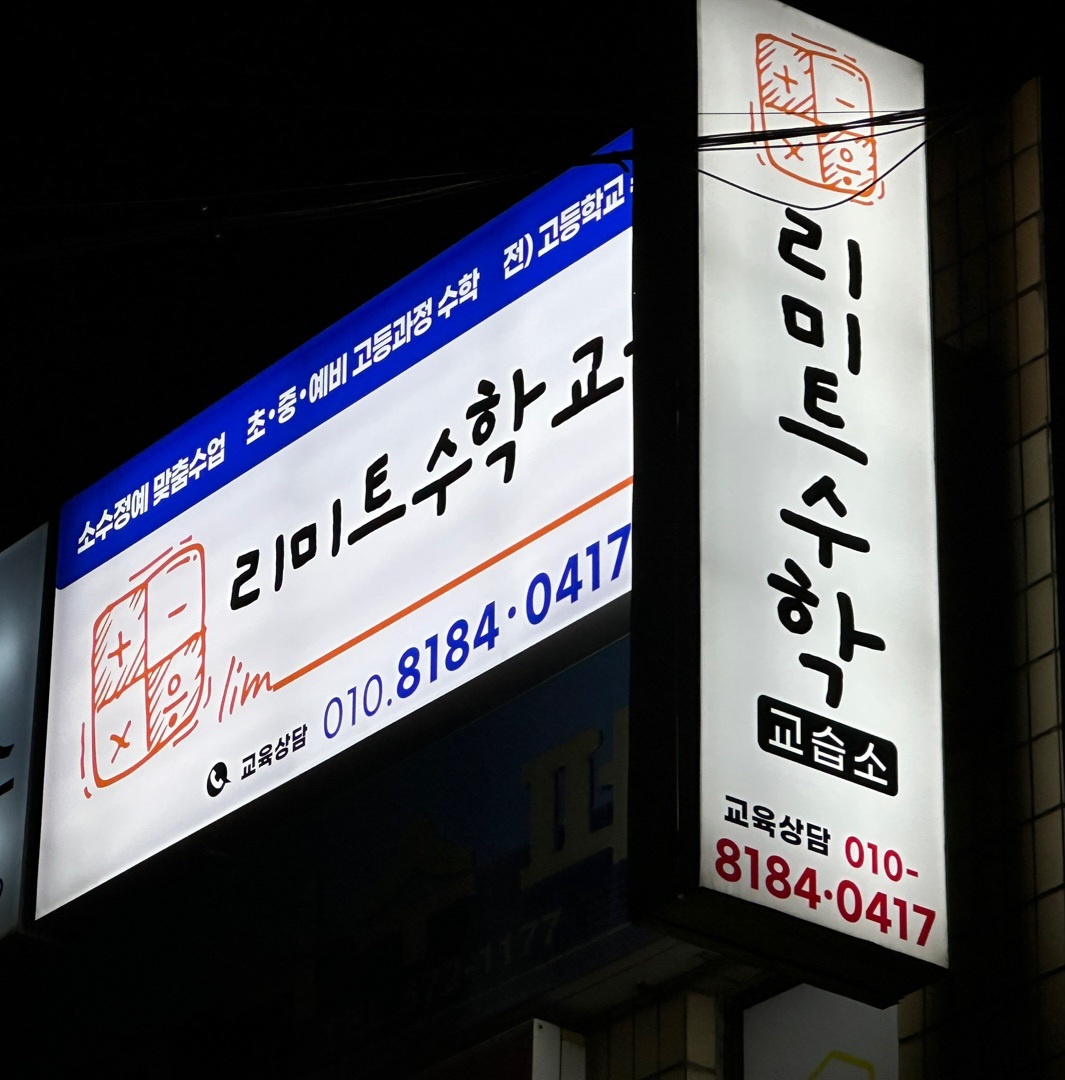 소수정예 맞춤수업 초·중·예비 고등과정 수학 전) 고등학교
리미트수학 교
lim
교육상담 010.8184·0417
리미트수학
교습소
교육상담 010-
8184·0417